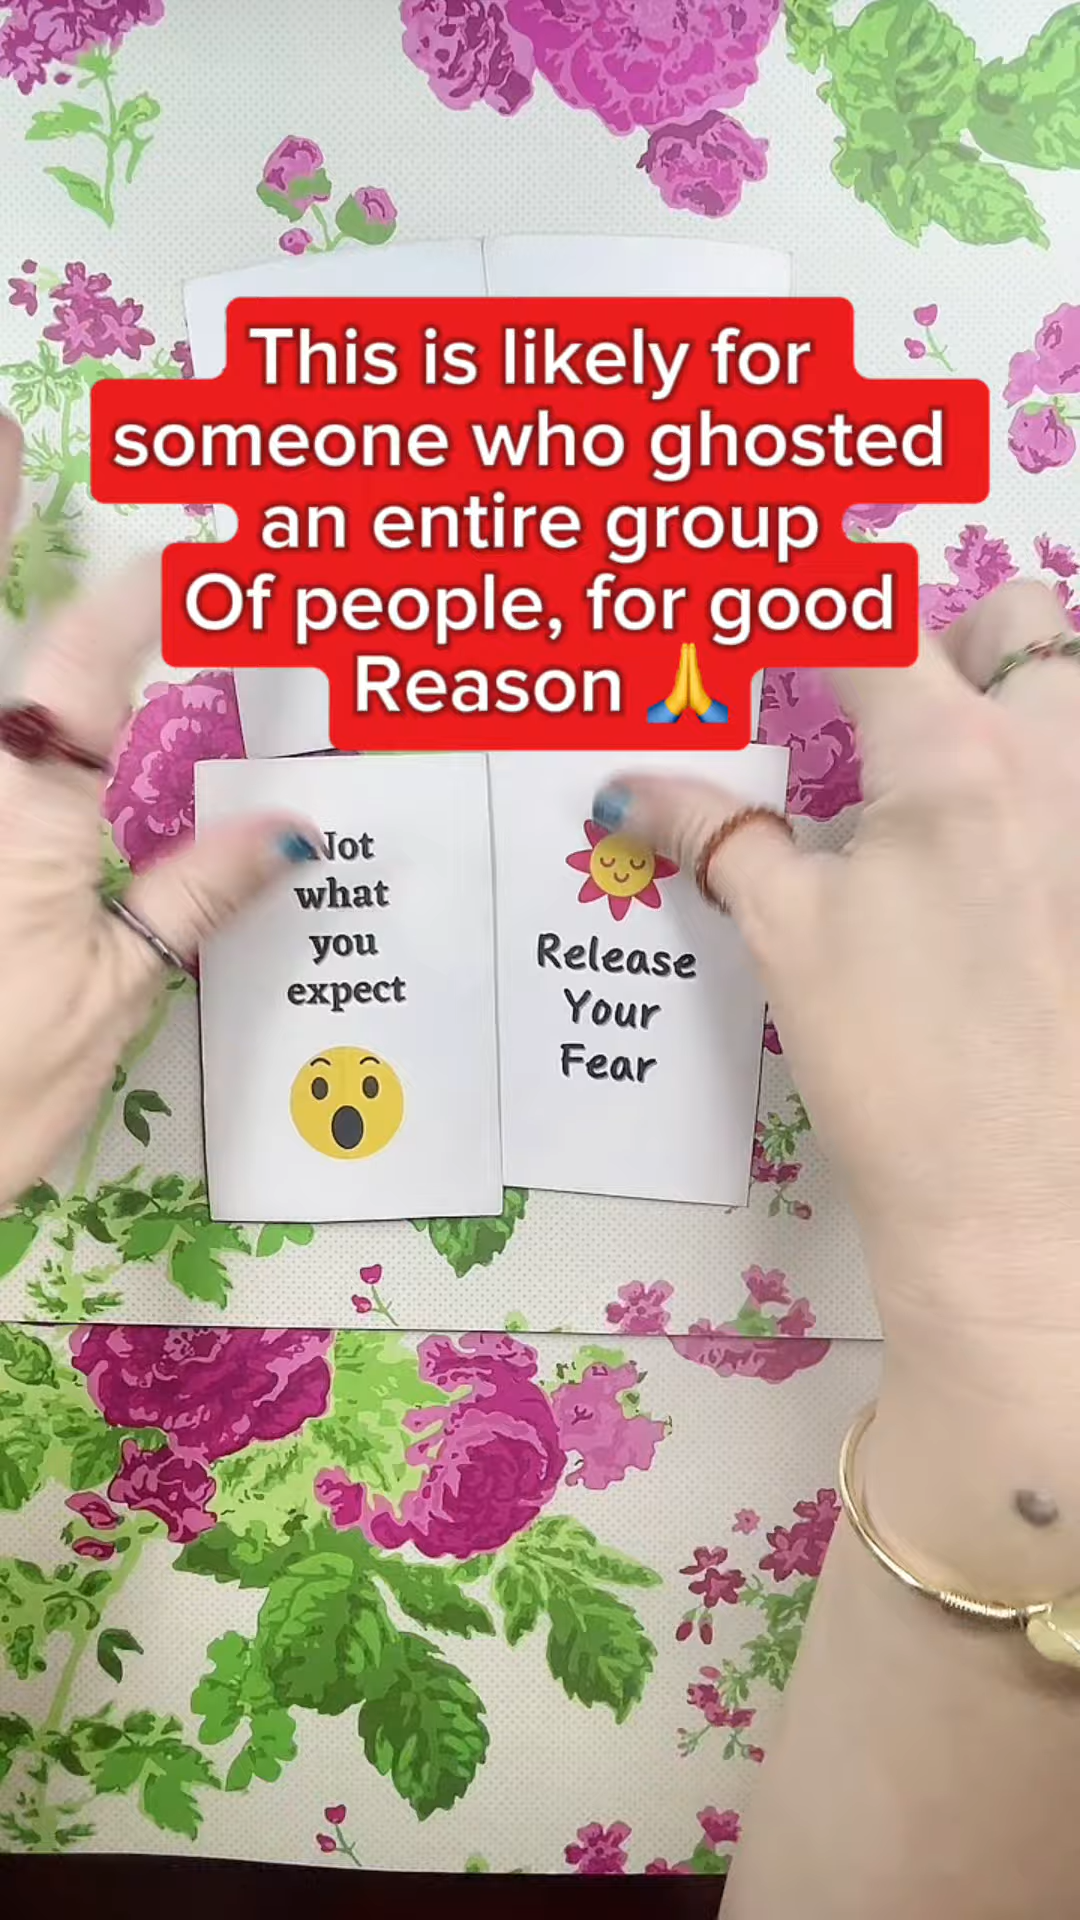 This is likely for
someone who ghosted
an entire group
Of people, for good
Reason 🙏
Not
what
you
expect
Release
Your
Fear